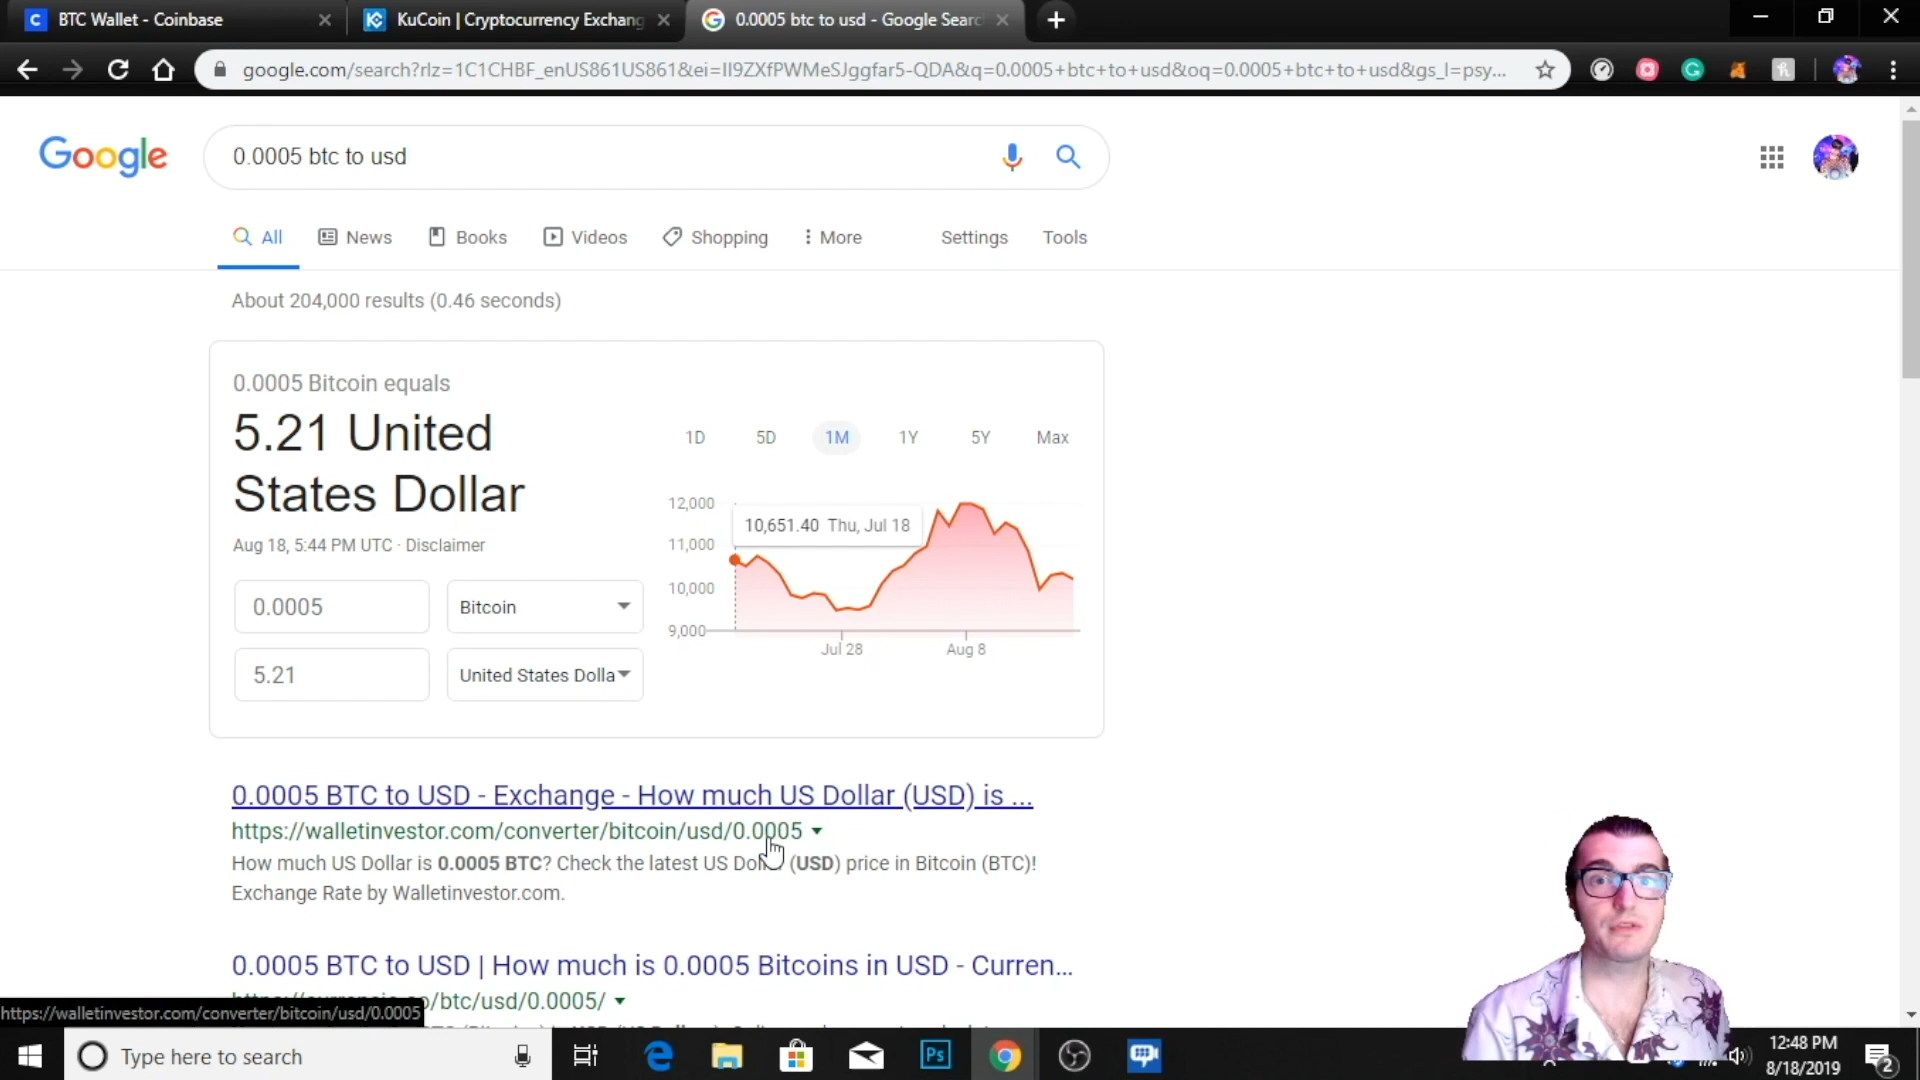 BTC Wallet - Coinbase
KuCoin | Cryptocurrency Exchang
0.0005 btc to usd - Google Searc
google.com/search?rlz=1C1CHBF_enUS861US861&ei=II9ZXfPWMeSJggfar5-QDA&q=0.0005+btc+to+usd&oq=0.0005+btc+to+usd&gs_l=psy...
Google
0.0005 btc to usd
All News Books Videos Shopping More Settings Tools
About 204,000 results (0.46 seconds)
0.0005 Bitcoin equals
5.21 United
States Dollar
Aug 18, 5:44 PM UTC · Disclaimer
0.0005 Bitcoin
5.21 United States Dolla
1D 5D 1M 1Y 5Y Max
12,000
10,651.40 Thu, Jul 18
11,000
10,000
9,000
Jul 28 Aug 8
0.0005 BTC to USD - Exchange - How much US Dollar (USD) is ...
https://walletinvestor.com/converter/bitcoin/usd/0.0005
How much US Dollar is 0.0005 BTC? Check the latest US Dollar (USD) price in Bitcoin (BTC)!
Exchange Rate by Walletinvestor.com.
0.0005 BTC to USD | How much is 0.0005 Bitcoins in USD - Curren...
/btc/usd/0.0005/
https://walletinvestor.com/converter/bitcoin/usd/0.0005
Type here to search
Ps
12:48 PM
8/18/2019
2